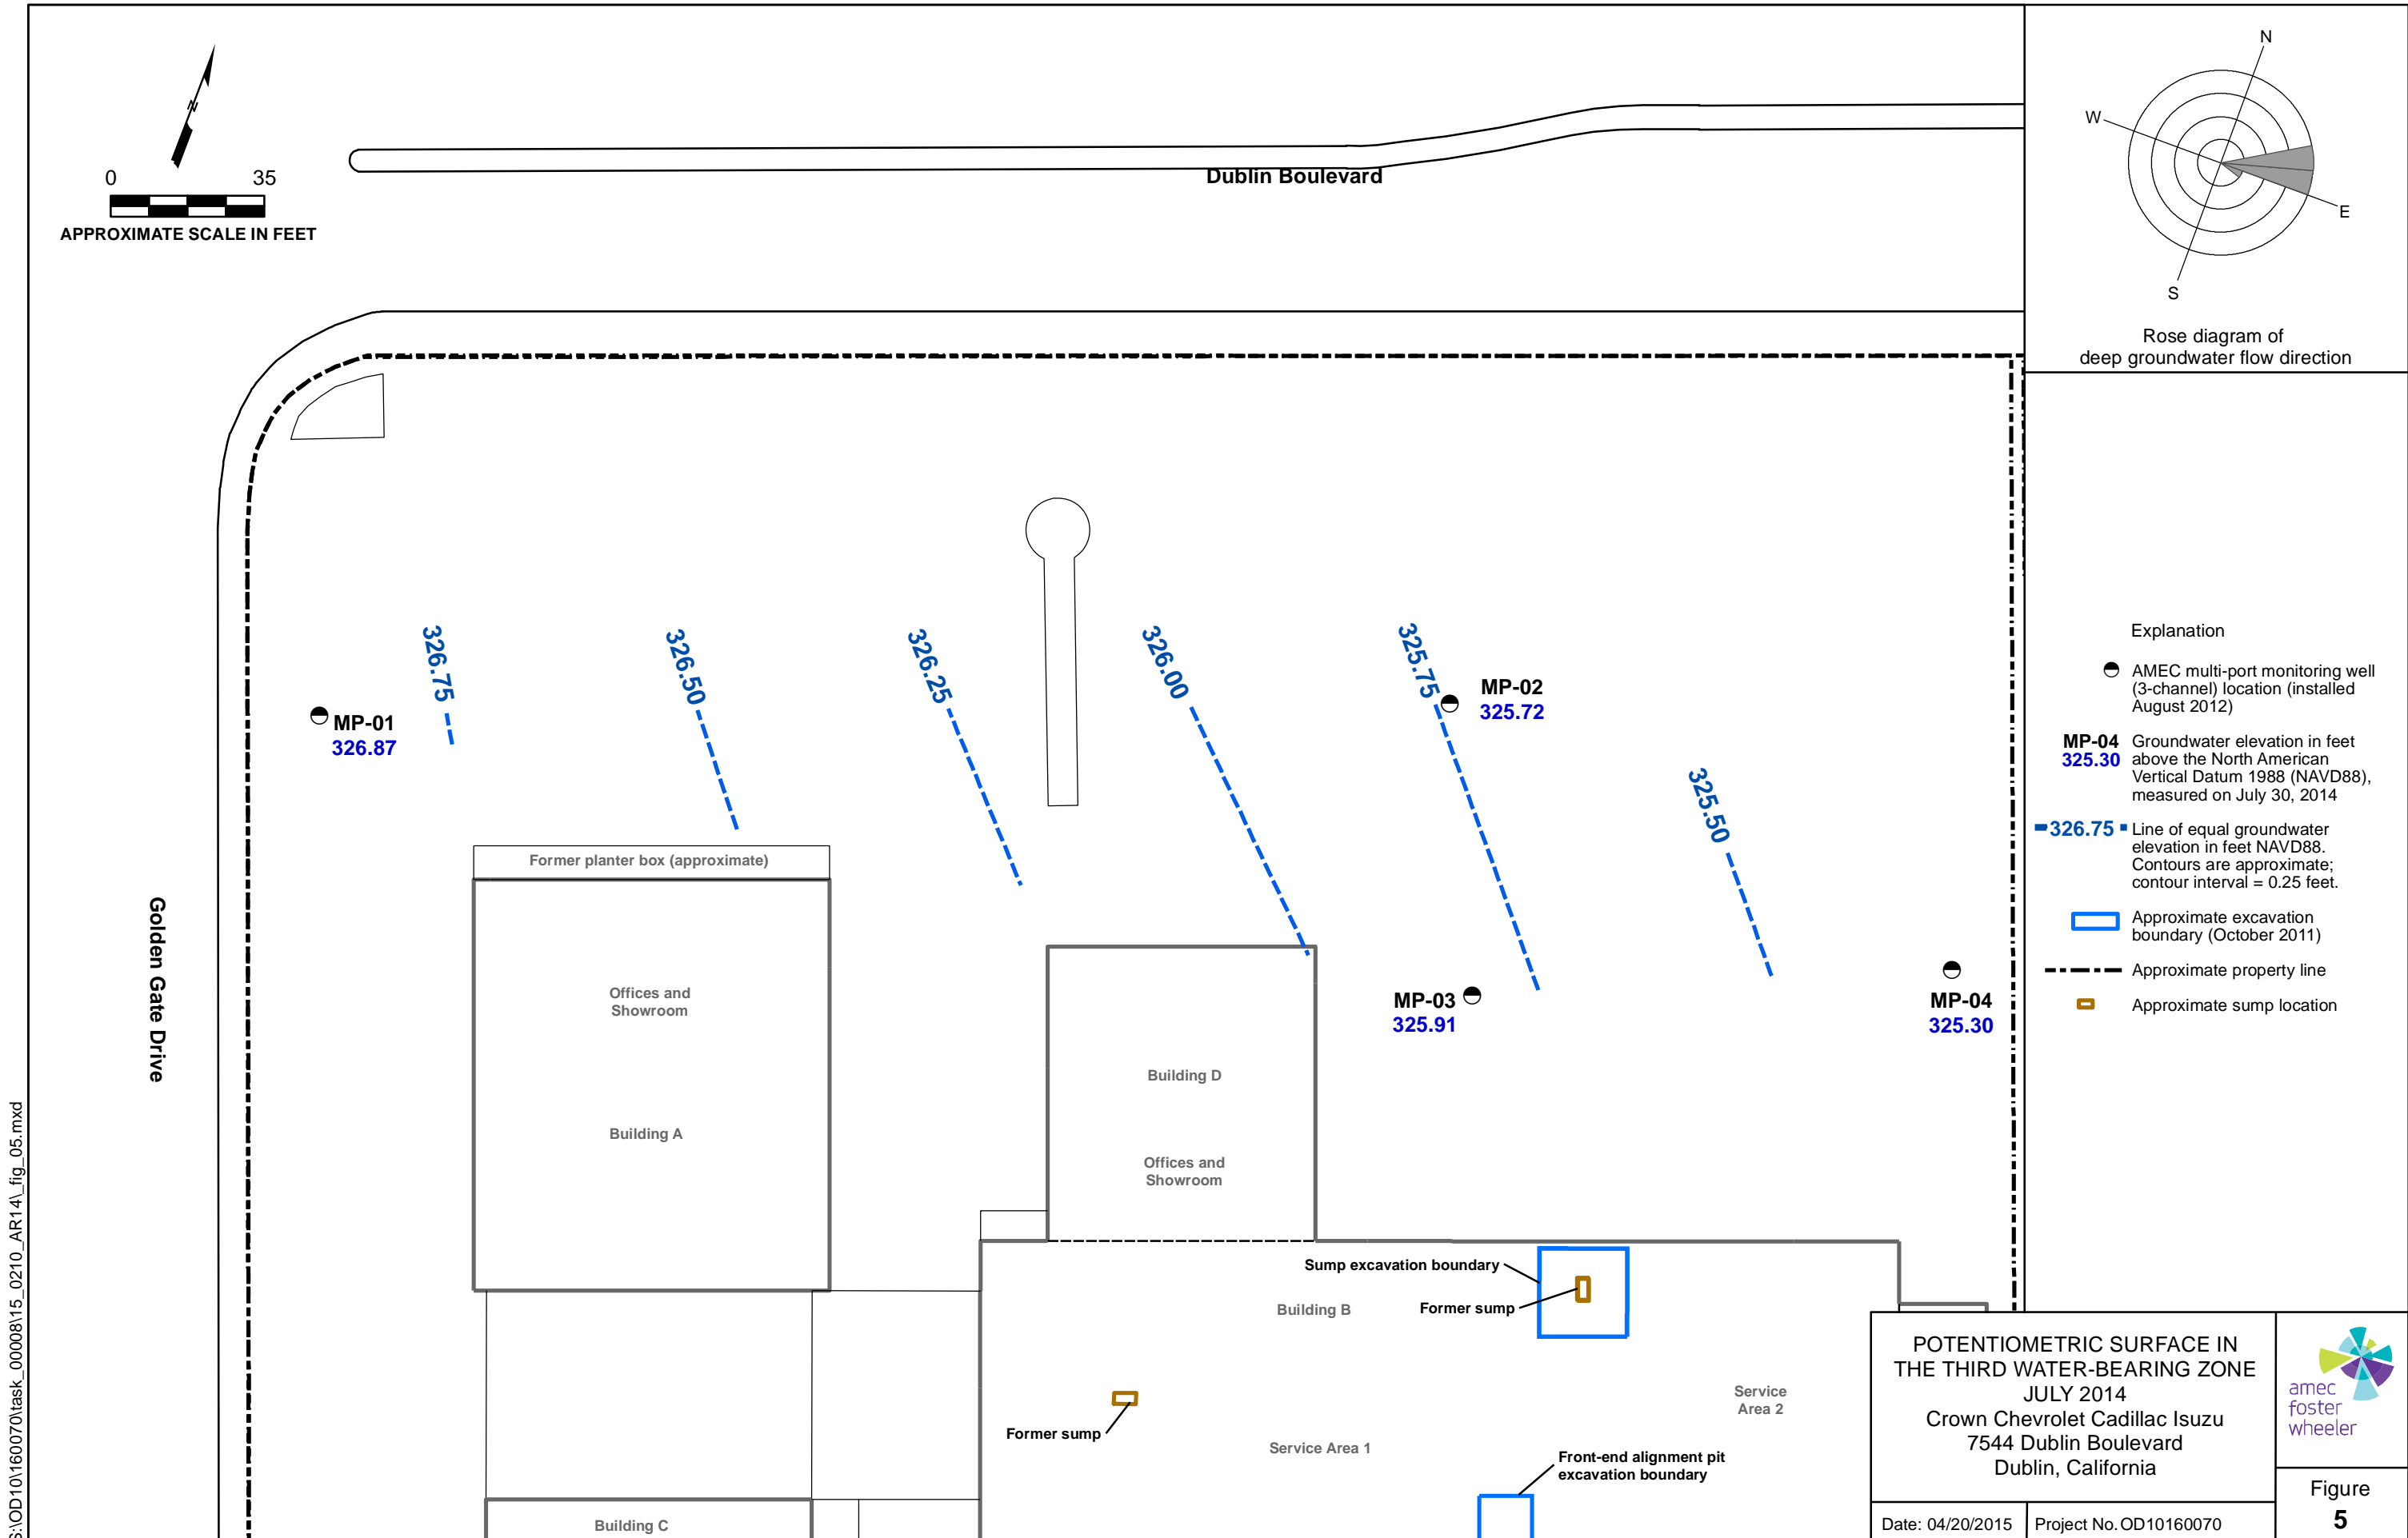 N
0 35
APPROXIMATE SCALE IN FEET
Dublin Boulevard
N
W
E
S
Rose diagram of
deep groundwater flow direction
326.75
326.50
326.25
326.00
325.75
325.50
MP-01
326.87
MP-02
325.72
MP-03
325.91
MP-04
325.30
Former planter box (approximate)
Offices and
Showroom
Building A
Golden Gate Drive
Building D
Offices and
Showroom
Sump excavation boundary
Building B
Former sump
Former sump
Service Area 1
Service
Area 2
Front-end alignment pit
excavation boundary
Building C
Explanation
AMEC multi-port monitoring well
(3-channel) location (installed
August 2012)
MP-04 Groundwater elevation in feet
325.30 above the North American
Vertical Datum 1988 (NAVD88),
measured on July 30, 2014
326.75 Line of equal groundwater
elevation in feet NAVD88.
Contours are approximate;
contour interval = 0.25 feet.
Approximate excavation
boundary (October 2011)
Approximate property line
Approximate sump location
POTENTIOMETRIC SURFACE IN
THE THIRD WATER-BEARING ZONE
JULY 2014
Crown Chevrolet Cadillac Isuzu
7544 Dublin Boulevard
Dublin, California
Date: 04/20/2015 Project No. OD10160070
amec
foster
wheeler
Figure
5
S:\OD10\160070\task_00008\15_0210_AR14\_fig_05.mxd